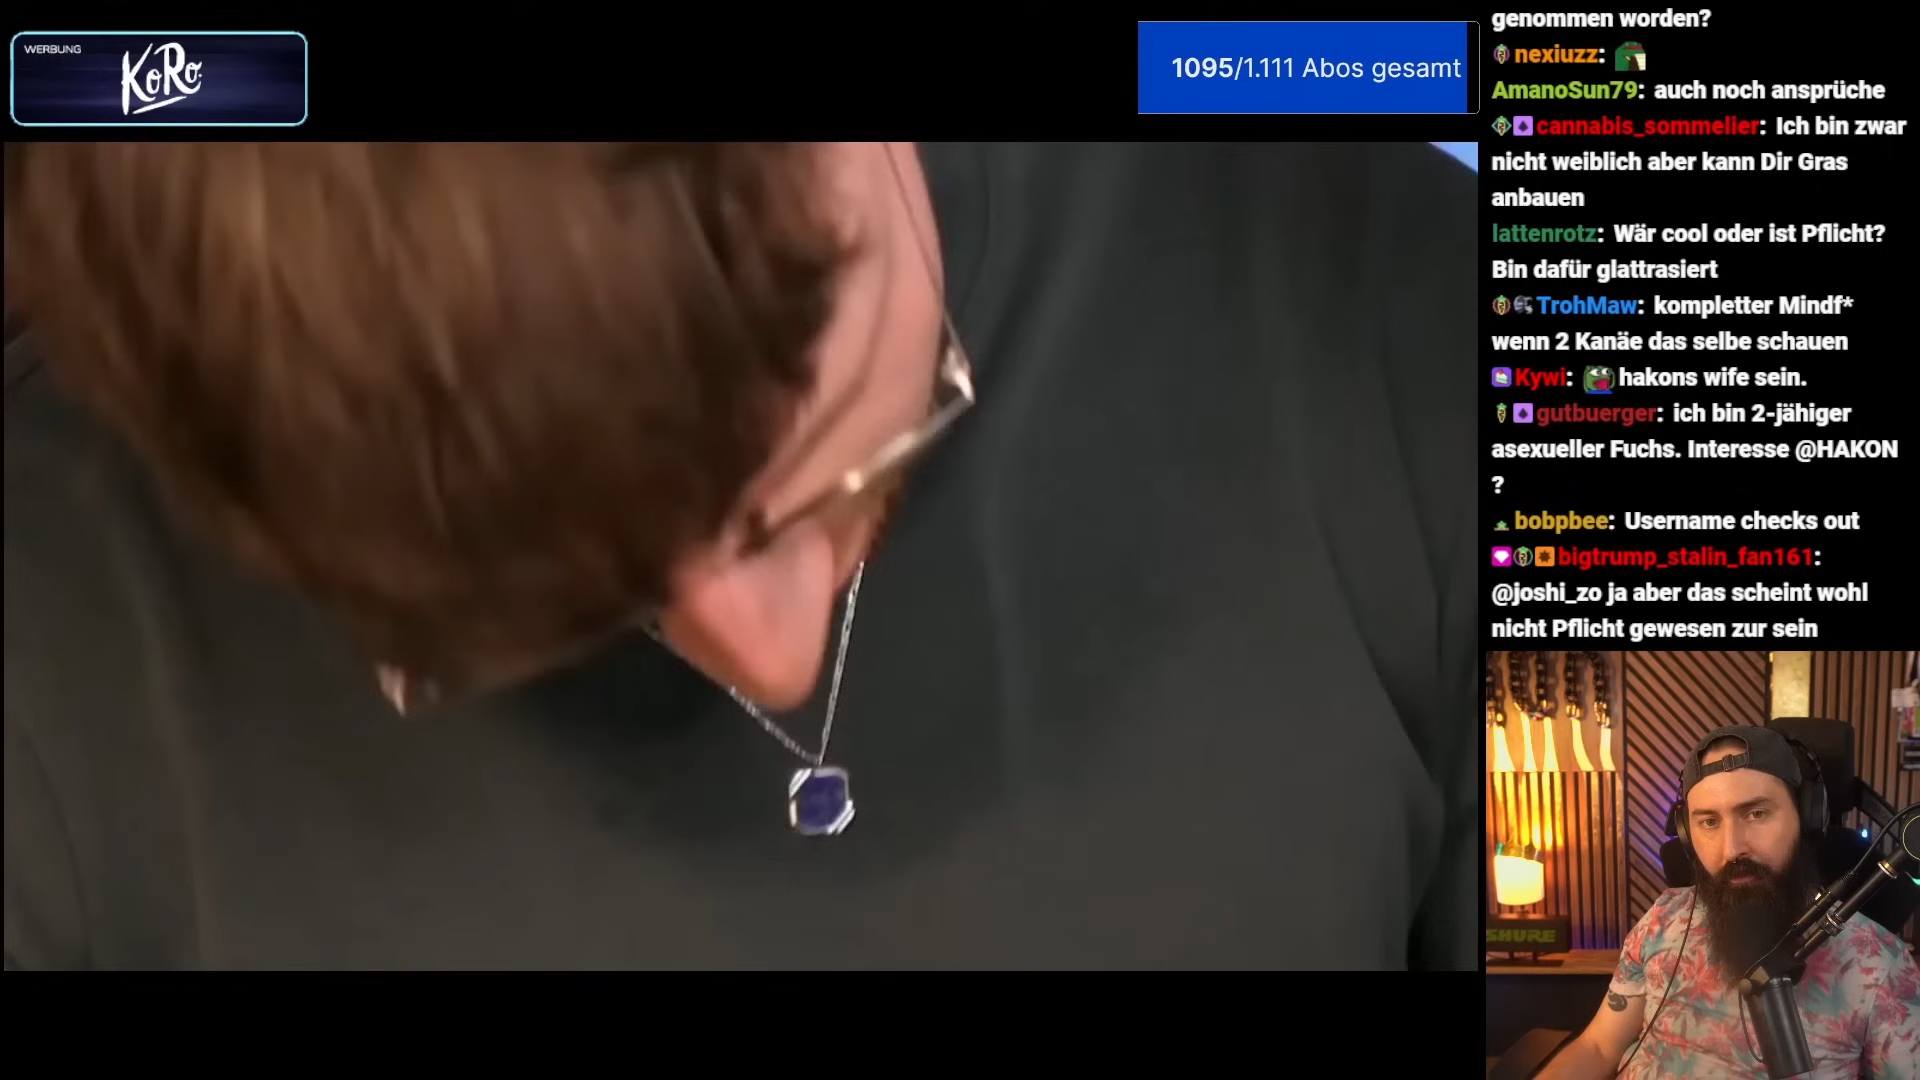 WERBUNG
KoRo.
1095/1.111 Abos gesamt
genommen worden?
nexiuzz:
AmanoSun79: auch noch ansprüche
cannabis_sommelier: Ich bin zwar
nicht weiblich aber kann Dir Gras
anbauen
lattenrotz: Wär cool oder ist Pflicht?
Bin dafür glattrasiert
TrohMaw: kompletter Mindf*
wenn 2 Kanäe das selbe schauen
Kywi: hakons wife sein.
gutbuerger: ich bin 2-jähiger
asexueller Fuchs. Interesse @HAKON
?
bobpbee: Username checks out
bigtrump_stalin_fan161:
@joshi_zo ja aber das scheint wohl
nicht Pflicht gewesen zur sein
SHURE